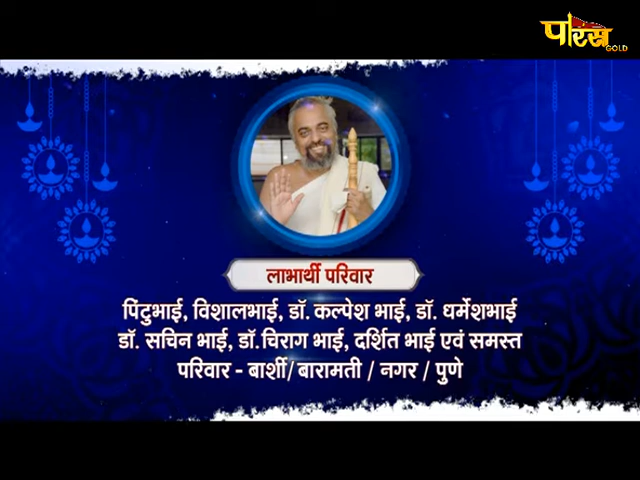 पारस
GOLD
लाभार्थी परिवार
पिंटुभाई, विशालभाई, डॉ. कल्पेश भाई, डॉ. धर्मेशभाई
डॉ. सचिन भाई, डॉ.चिराग भाई, दर्शित भाई एवं समस्त
परिवार - बार्शी/बारामती / नगर / पुणे